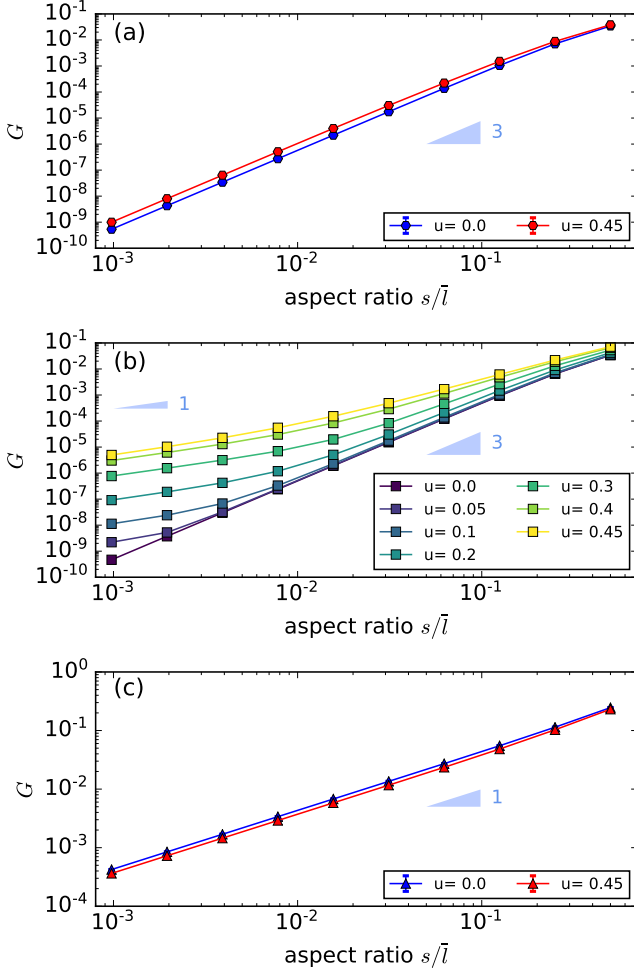 (a)
10⁻¹
10⁻²
10⁻³
10⁻⁴
10⁻⁵
10⁻⁶
10⁻⁷
10⁻⁸
10⁻⁹
10⁻¹⁰
G
3
u= 0.0 u= 0.45
10⁻³ 10⁻² 10⁻¹
aspect ratio s/l̄
(b)
10⁻¹
10⁻²
10⁻³
10⁻⁴
10⁻⁵
10⁻⁶
10⁻⁷
10⁻⁸
10⁻⁹
10⁻¹⁰
G
1
3
u= 0.0 u= 0.3
u= 0.05 u= 0.4
u= 0.1 u= 0.45
u= 0.2
10⁻³ 10⁻² 10⁻¹
aspect ratio s/l̄
(c)
10⁰
10⁻¹
10⁻²
10⁻³
10⁻⁴
G
1
u= 0.0 u= 0.45
10⁻³ 10⁻² 10⁻¹
aspect ratio s/l̄